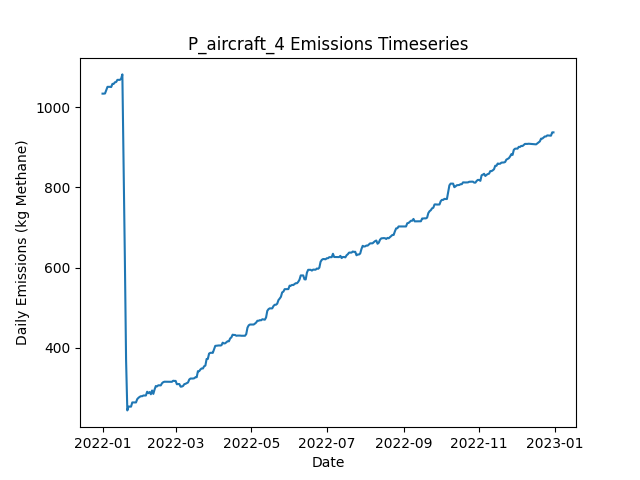 P_aircraft_4 Emissions Timeseries
Daily Emissions (kg Methane)
1000
800
600
400
2022-01 2022-03 2022-05 2022-07 2022-09 2022-11 2023-01
Date